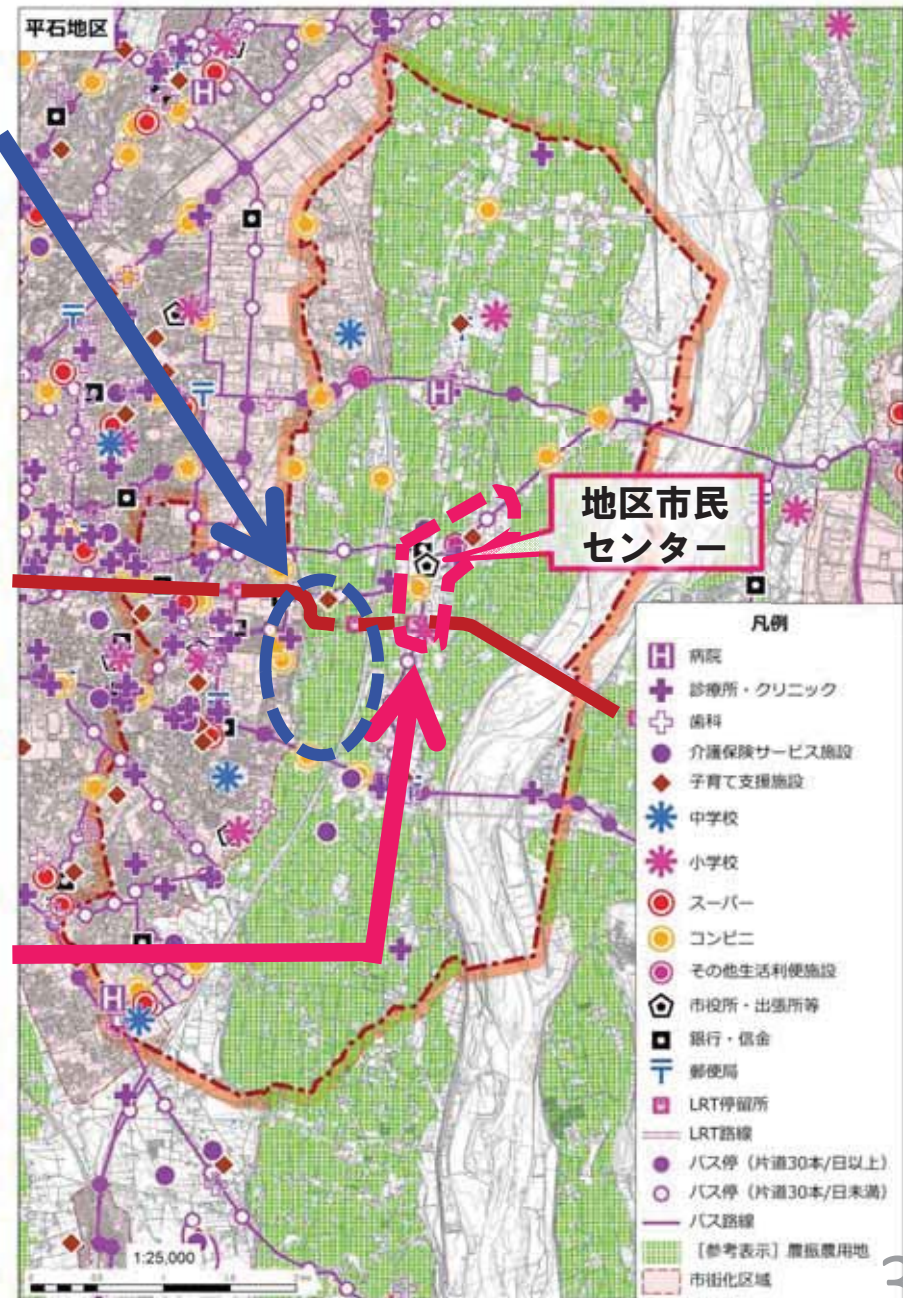 平石地区
地区市民
センター
凡例
病院
診療所・クリニック
歯科
介護保険サービス施設
子育て支援施設
中学校
小学校
スーパー
コンビニ
その他生活利便施設
市役所・出張所等
銀行・信金
郵便局
LRT停留所
LRT路線
バス停（片道30本/日以上）
バス停（片道30本/日未満）
バス路線
［参考表示］農振農用地
市街化区域
1:25,000